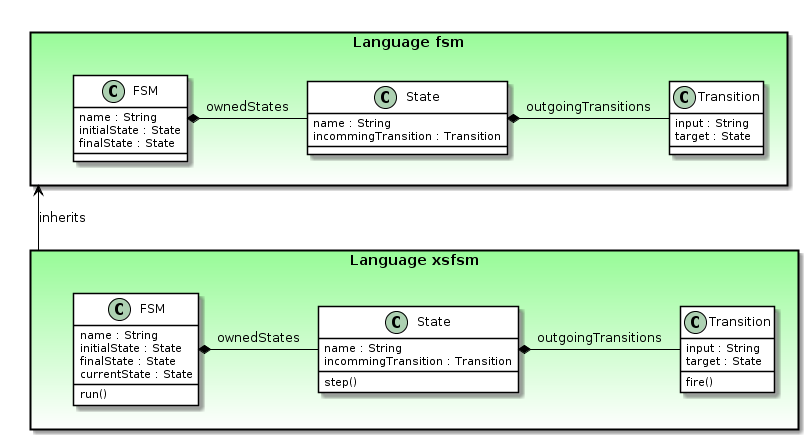 Language fsm
C FSM
name : String
initialState : State
finalState : State
ownedStates
C State
name : String
incommingTransition : Transition
outgoingTransitions
C Transition
input : String
target : State
inherits
Language xsfsm
C FSM
name : String
initialState : State
finalState : State
currentState : State
run()
ownedStates
C State
name : String
incommingTransition : Transition
step()
outgoingTransitions
C Transition
input : String
target : State
fire()